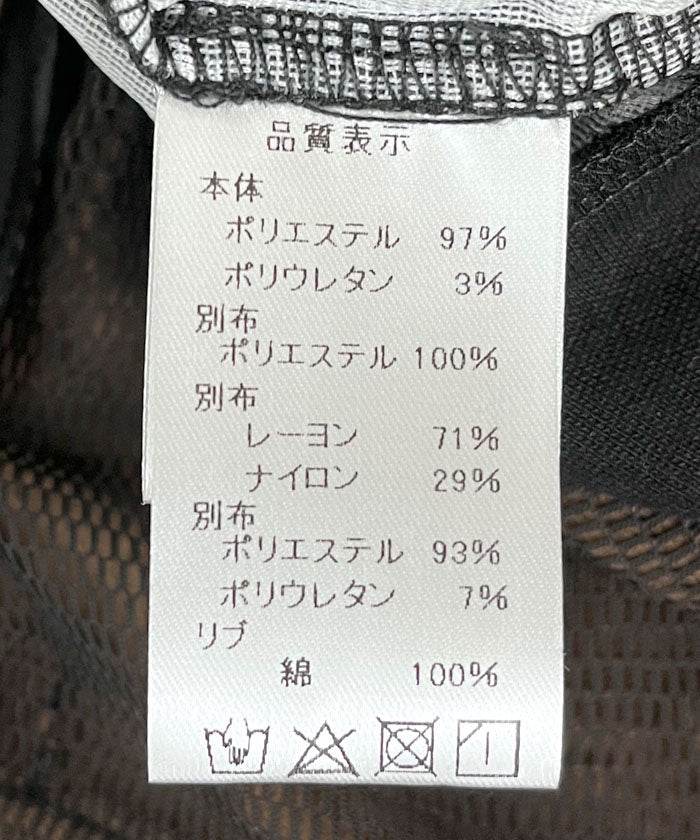 品質表示
本体
ポリエステル 97%
ポリウレタン 3%
別布
ポリエステル 100%
別布
レーヨン 71%
ナイロン 29%
別布
ポリエステル 93%
ポリウレタン 7%
リブ
綿 100%